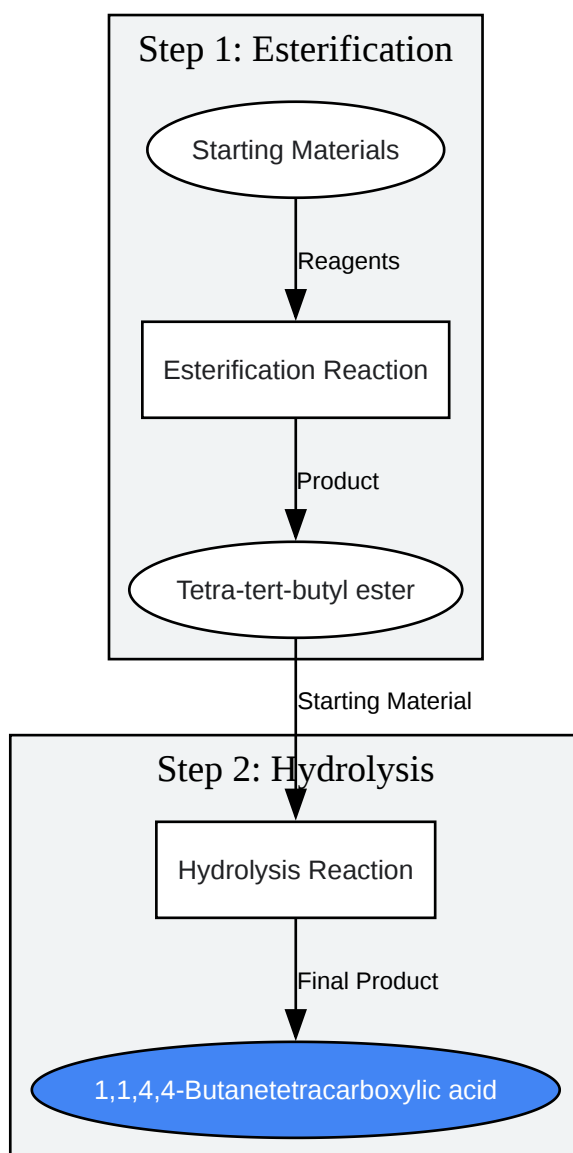 Step 1: Esterification
Starting Materials
Reagents
Esterification Reaction
Product
Tetra-tert-butyl ester
Starting Material
Step 2: Hydrolysis
Hydrolysis Reaction
Final Product
1,1,4,4-Butanetetracarboxylic acid